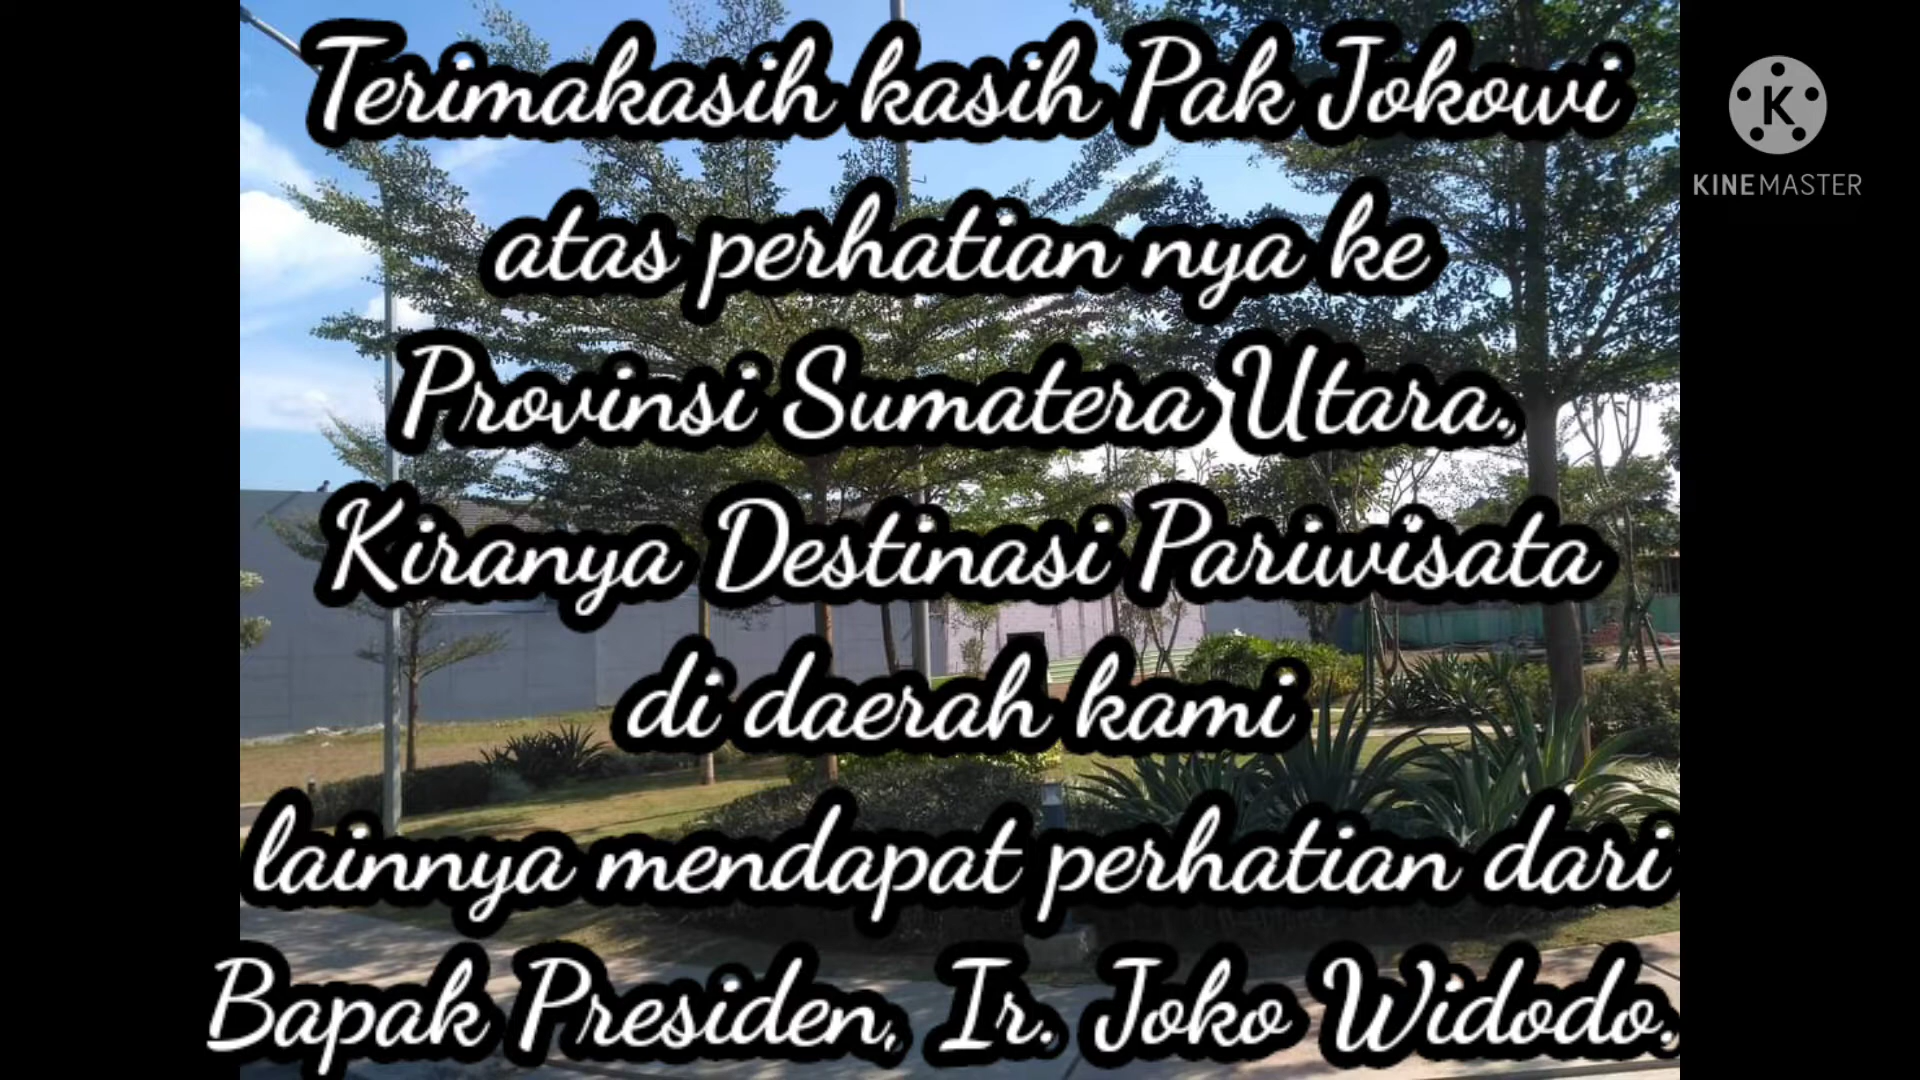 Terimakasih kasih Pak Jokowi
atas perhatian nya ke
Provinsi Sumatera Utara.,
Kiranya Destinasi Pariwisata
di daerah kami
lainnya mendapat perhatian dari
Bapak Presiden, Ir. Joko Widodo.
K
KINEMASTER